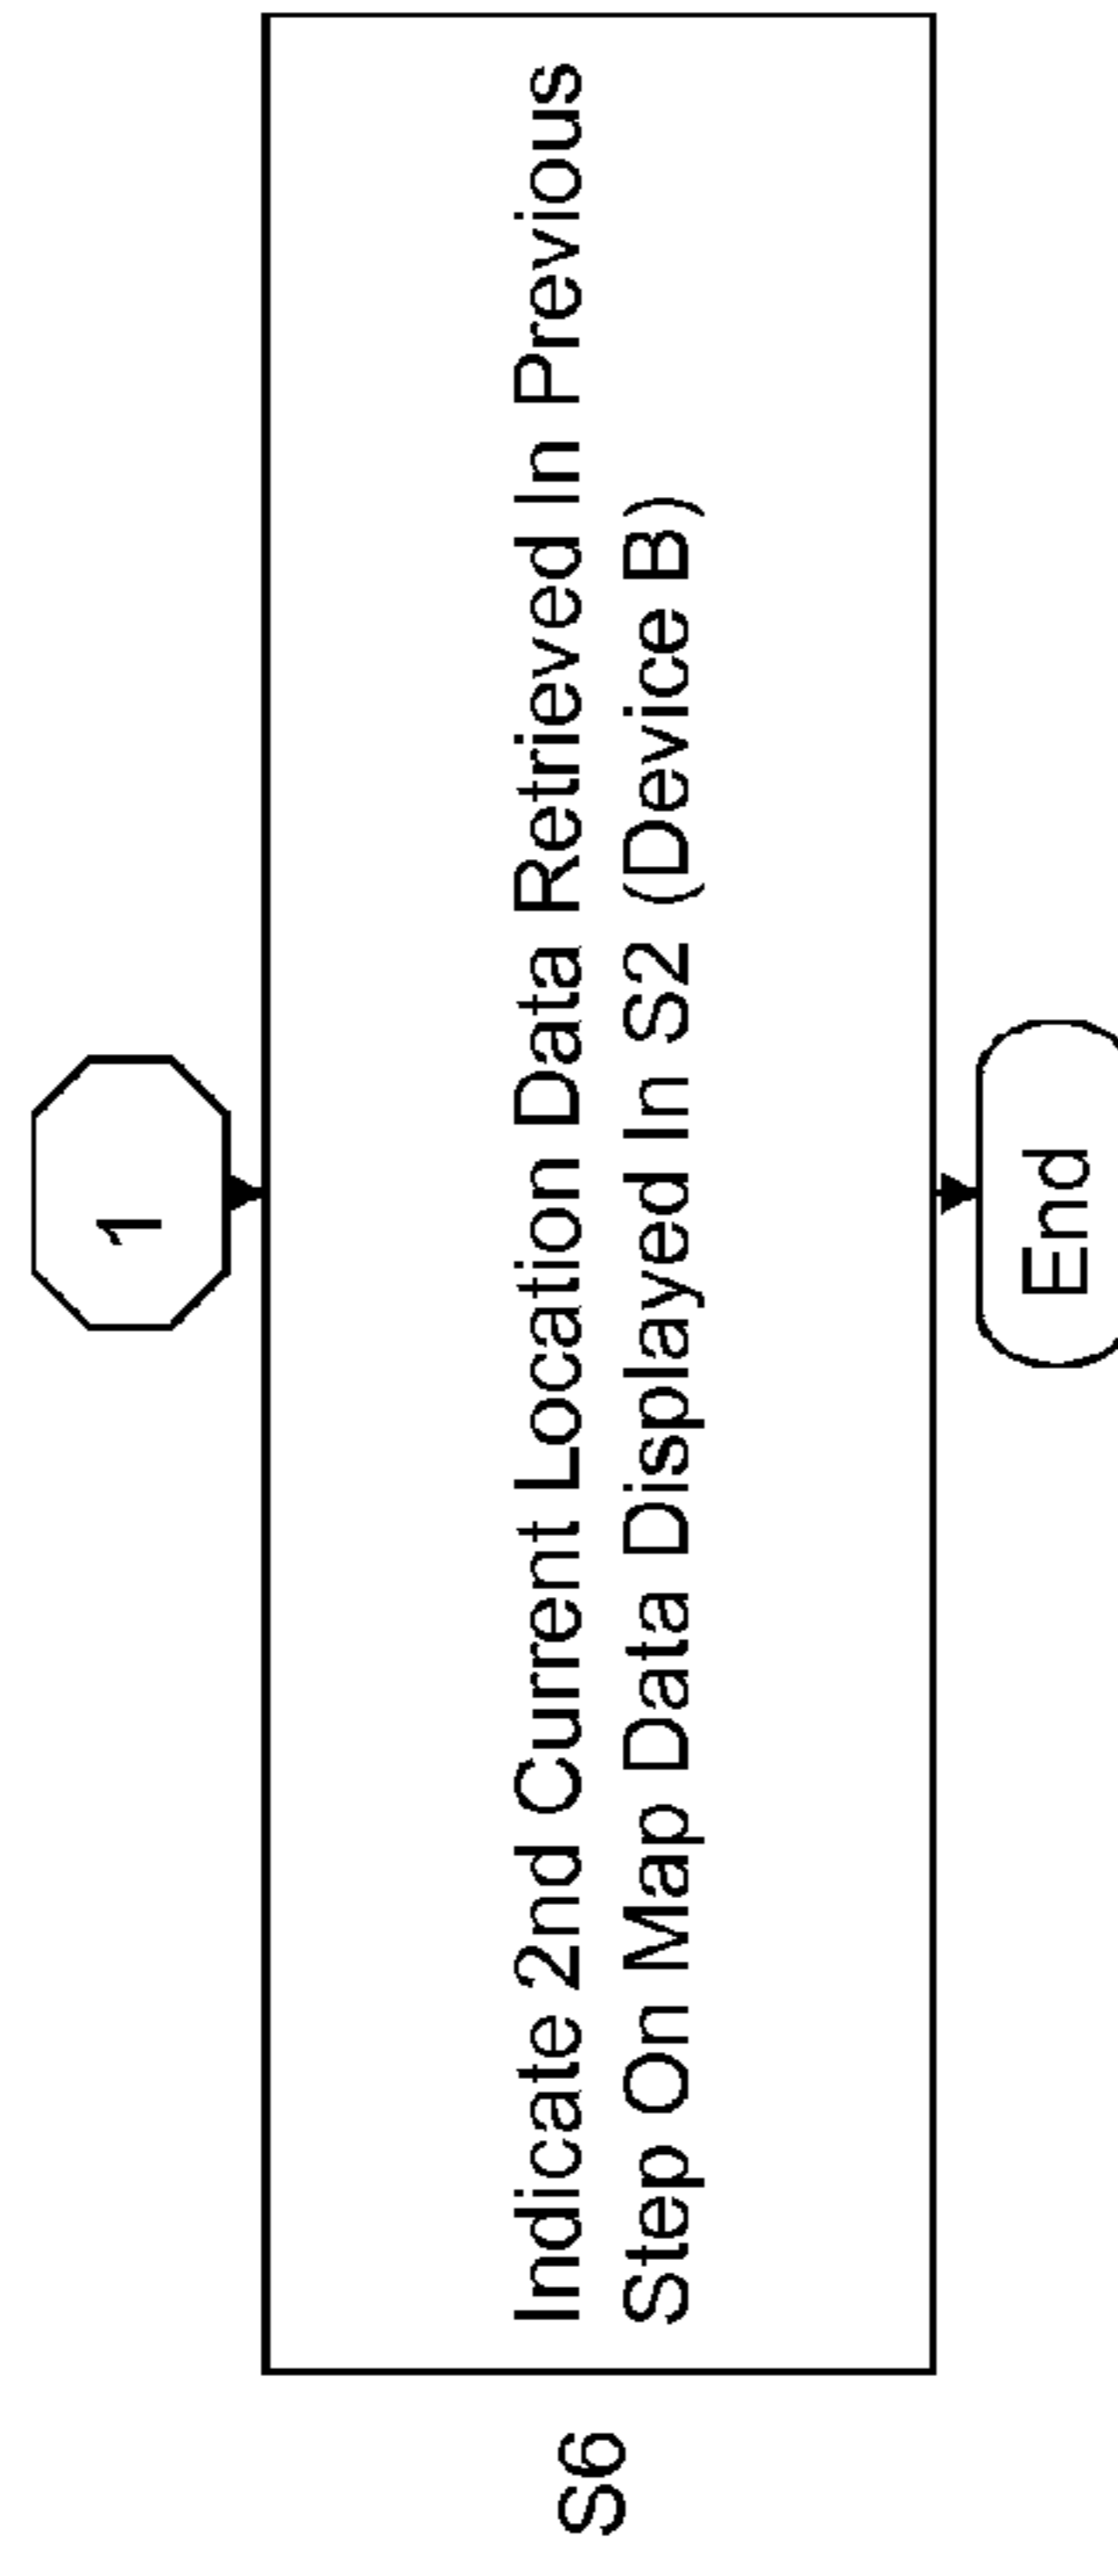 1
Indicate 2nd Current Location Data Retrieved In Previous
Step On Map Data Displayed In S2 (Device B)
S6
End